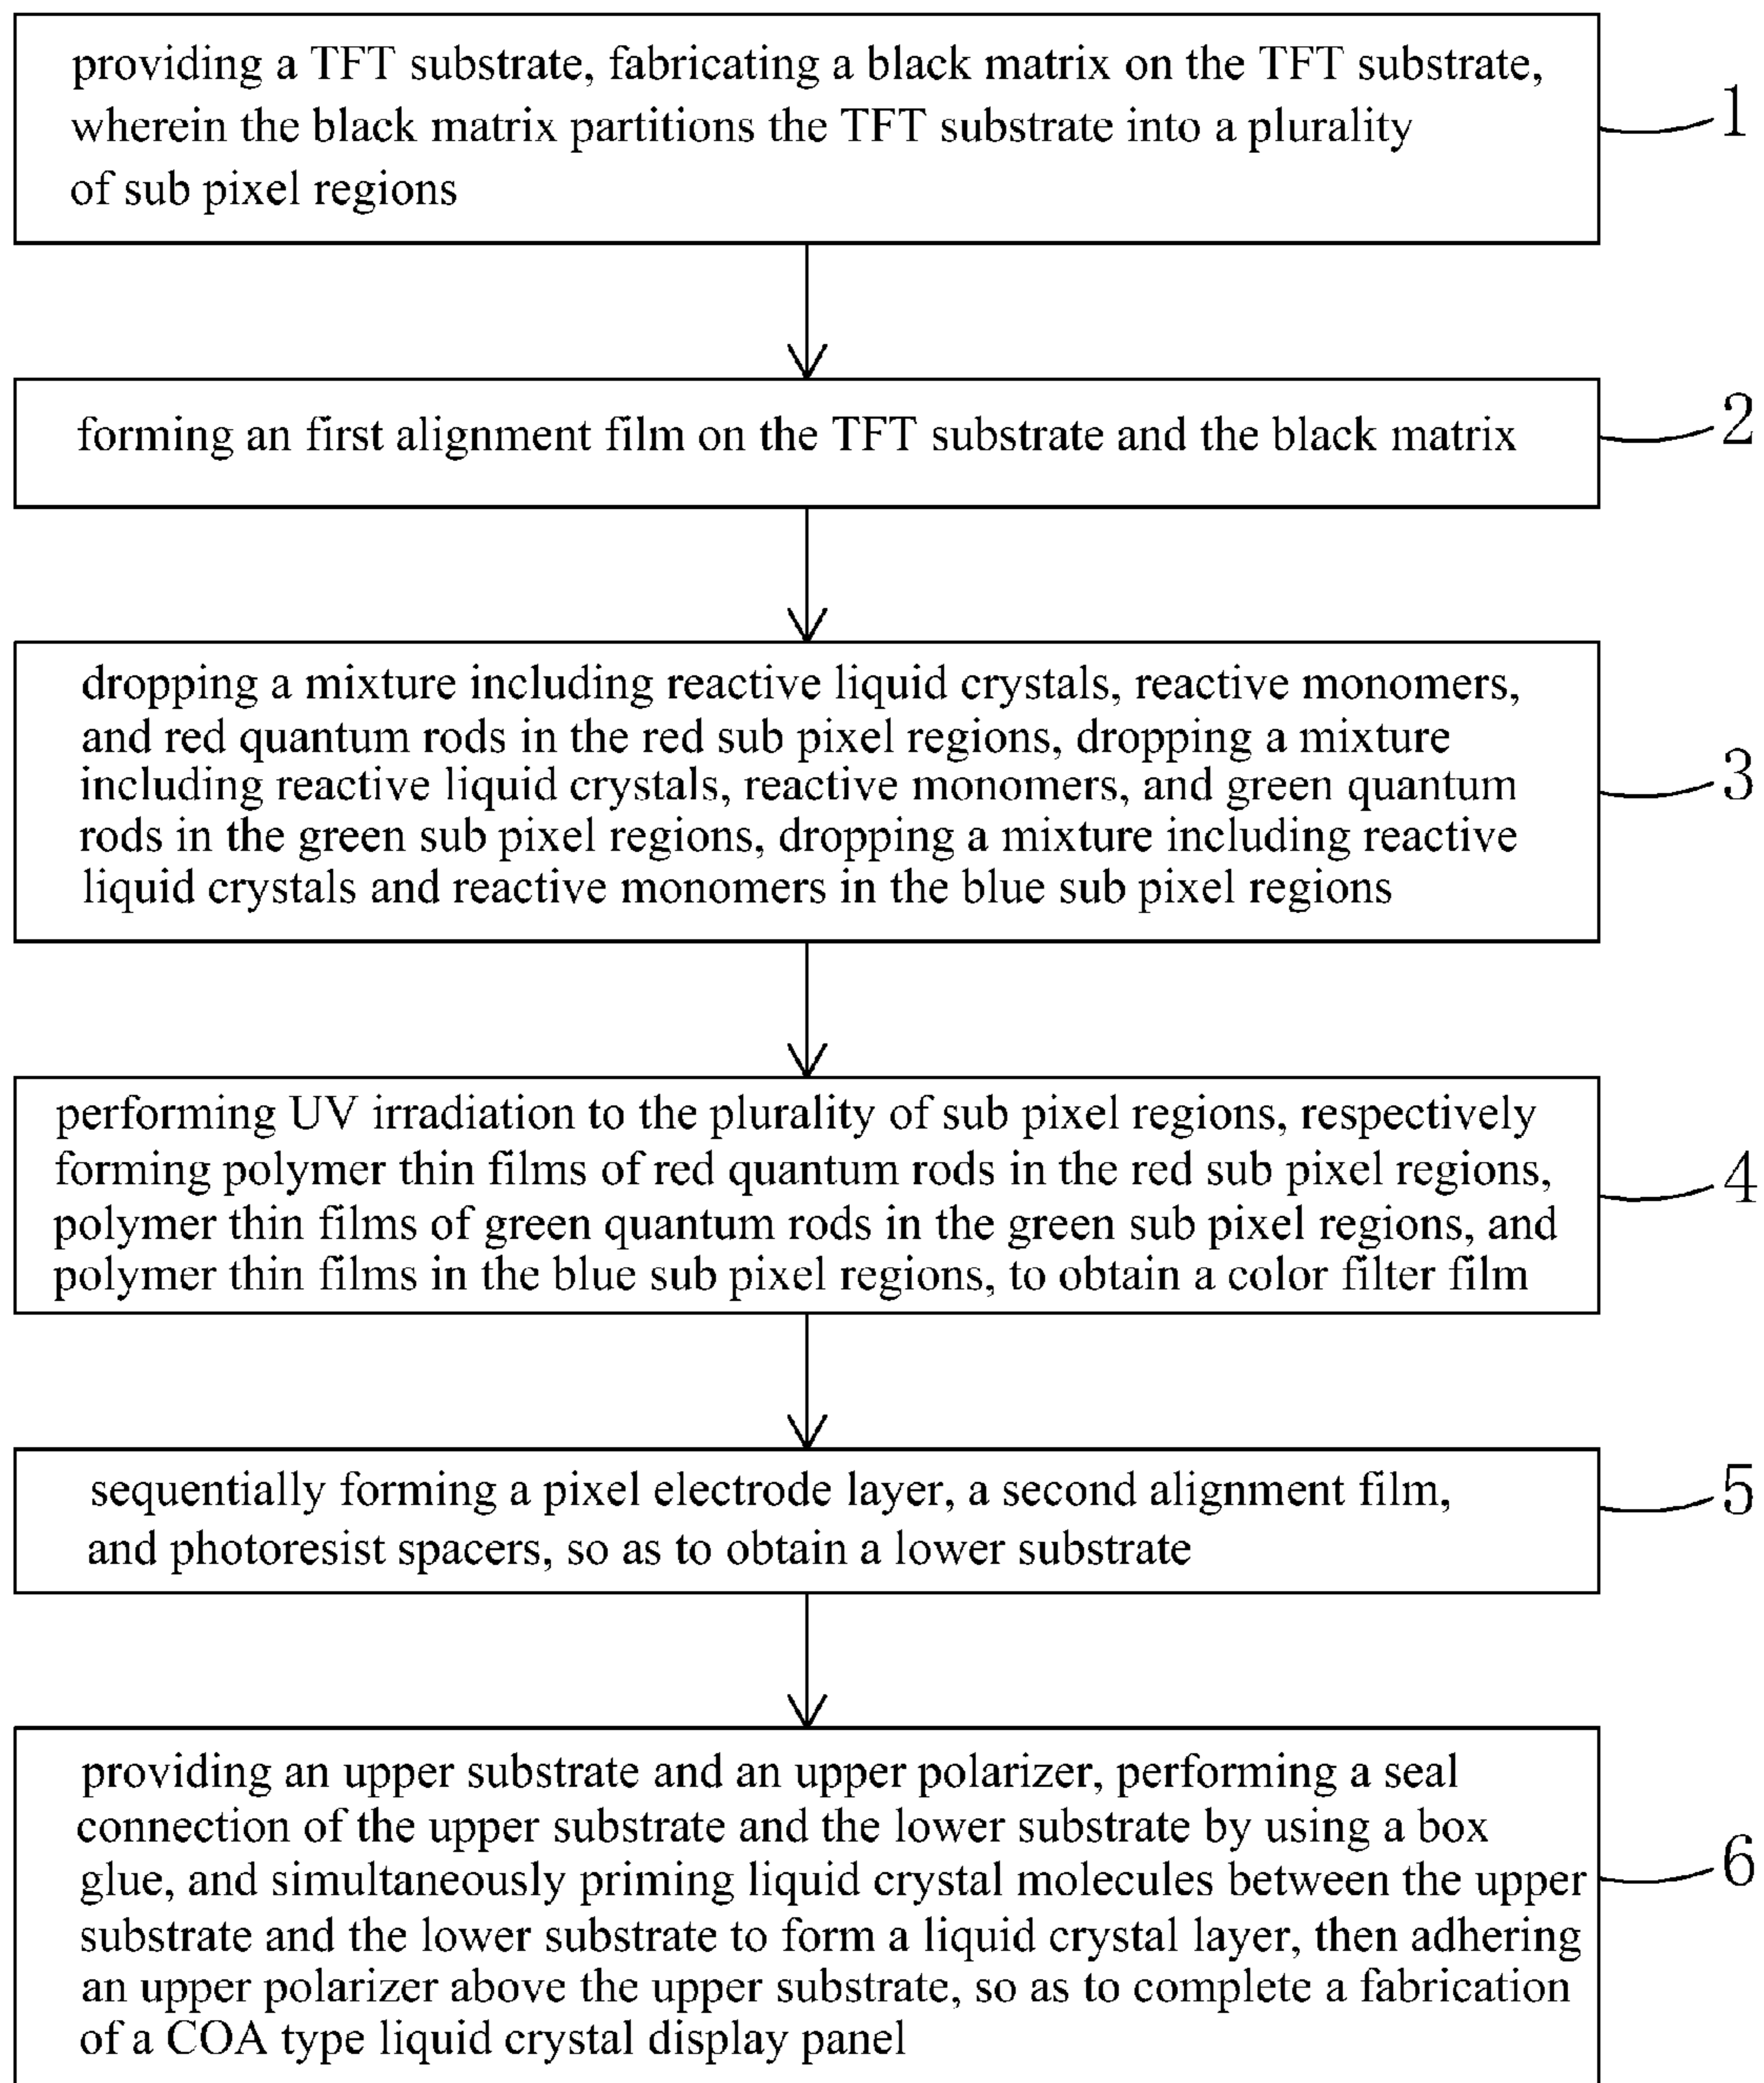 providing a TFT substrate, fabricating a black matrix on the TFT substrate,
wherein the black matrix partitions the TFT substrate into a plurality
of sub pixel regions
1
forming an first alignment film on the TFT substrate and the black matrix
2
dropping a mixture including reactive liquid crystals, reactive monomers,
and red quantum rods in the red sub pixel regions, dropping a mixture
including reactive liquid crystals, reactive monomers, and green quantum
rods in the green sub pixel regions, dropping a mixture including reactive
liquid crystals and reactive monomers in the blue sub pixel regions
3
performing UV irradiation to the plurality of sub pixel regions, respectively
forming polymer thin films of red quantum rods in the red sub pixel regions,
polymer thin films of green quantum rods in the green sub pixel regions, and
polymer thin films in the blue sub pixel regions, to obtain a color filter film
4
sequentially forming a pixel electrode layer, a second alignment film,
and photoresist spacers, so as to obtain a lower substrate
5
providing an upper substrate and an upper polarizer, performing a seal
connection of the upper substrate and the lower substrate by using a box
glue, and simultaneously priming liquid crystal molecules between the upper
substrate and the lower substrate to form a liquid crystal layer, then adhering
an upper polarizer above the upper substrate, so as to complete a fabrication
of a COA type liquid crystal display panel
6